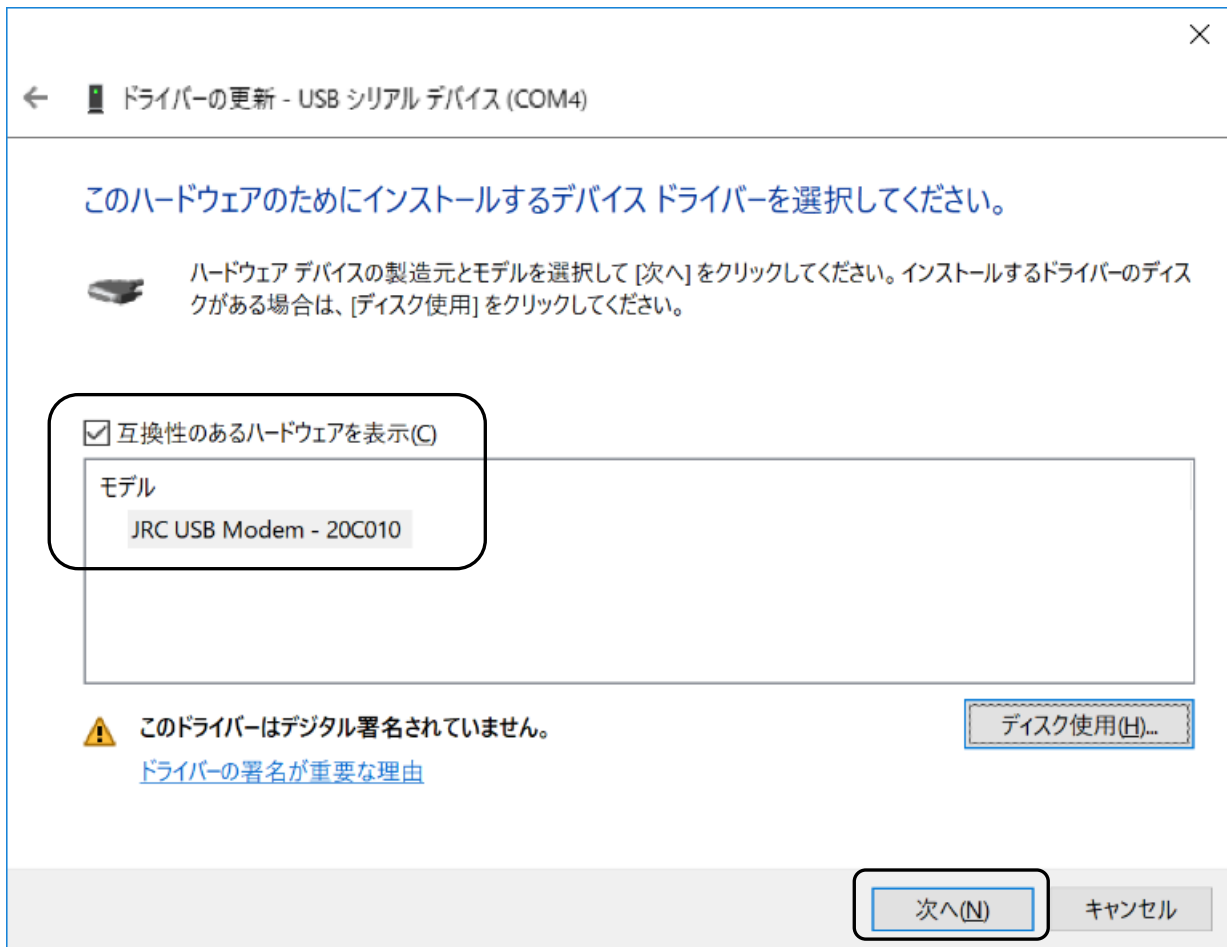 ドライバーの更新 - USB シリアル デバイス (COM4)
このハードウェアのためにインストールするデバイス ドライバーを選択してください。
ハードウェア デバイスの製造元とモデルを選択して [次へ] をクリックしてください。インストールするドライバーのディス
クがある場合は、[ディスク使用] をクリックしてください。
互換性のあるハードウェアを表示(C)
モデル
JRC USB Modem - 20C010
このドライバーはデジタル署名されていません。
ディスク使用(H)...
ドライバーの署名が重要な理由
次へ(N)
キャンセル